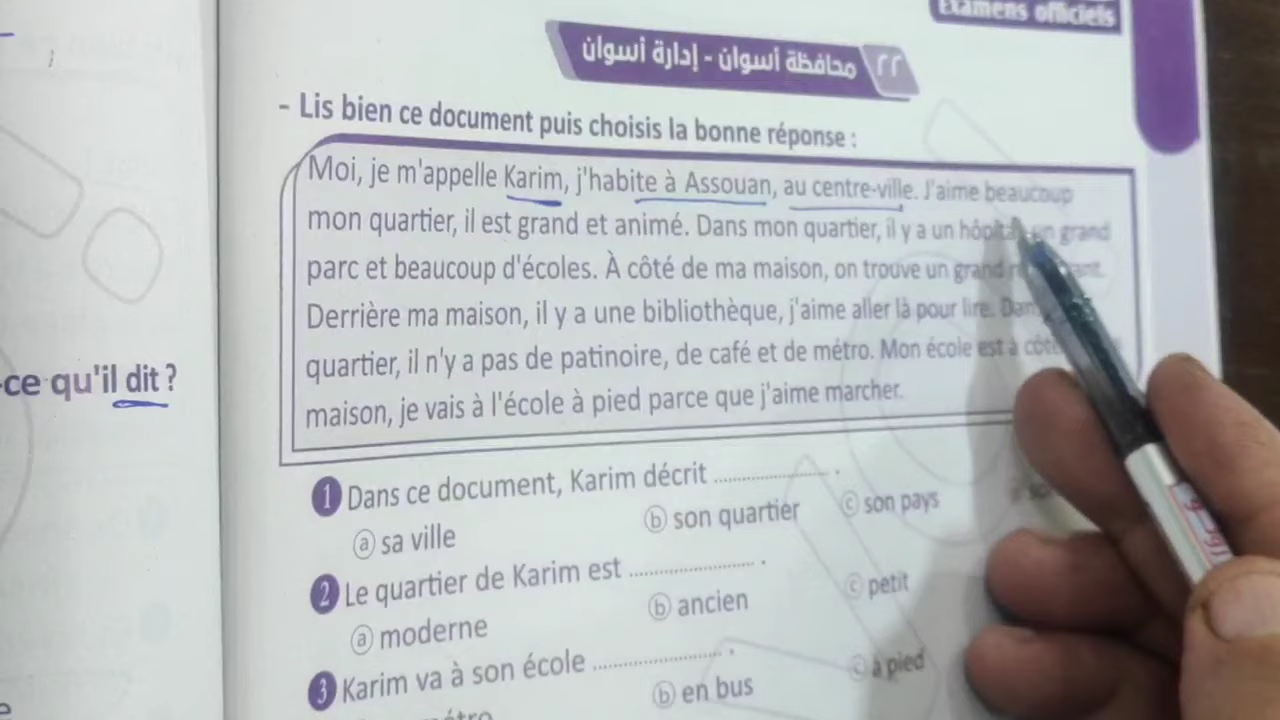 Examens officiels
٢٢ محافظة أسوان - إدارة أسوان
- Lis bien ce document puis choisis la bonne réponse :
Moi, je m'appelle Karim, j'habite à Assouan, au centre-ville. J'aime beaucoup
mon quartier, il est grand et animé. Dans mon quartier, il y a un hôpital, un grand
parc et beaucoup d'écoles. À côté de ma maison, on trouve un grand
Derrière ma maison, il y a une bibliothèque, j'aime aller là pour lire. Dans
quartier, il n'y a pas de patinoire, de café et de métro. Mon école est à côté
maison, je vais à l'école à pied parce que j'aime marcher.
-ce qu'il dit ?
1 Dans ce document, Karim décrit .................... .
a sa ville
b son quartier
c son pays
2 Le quartier de Karim est .................... .
a moderne
b ancien
c petit
3 Karim va à son école .................... .
b en bus
c à pied